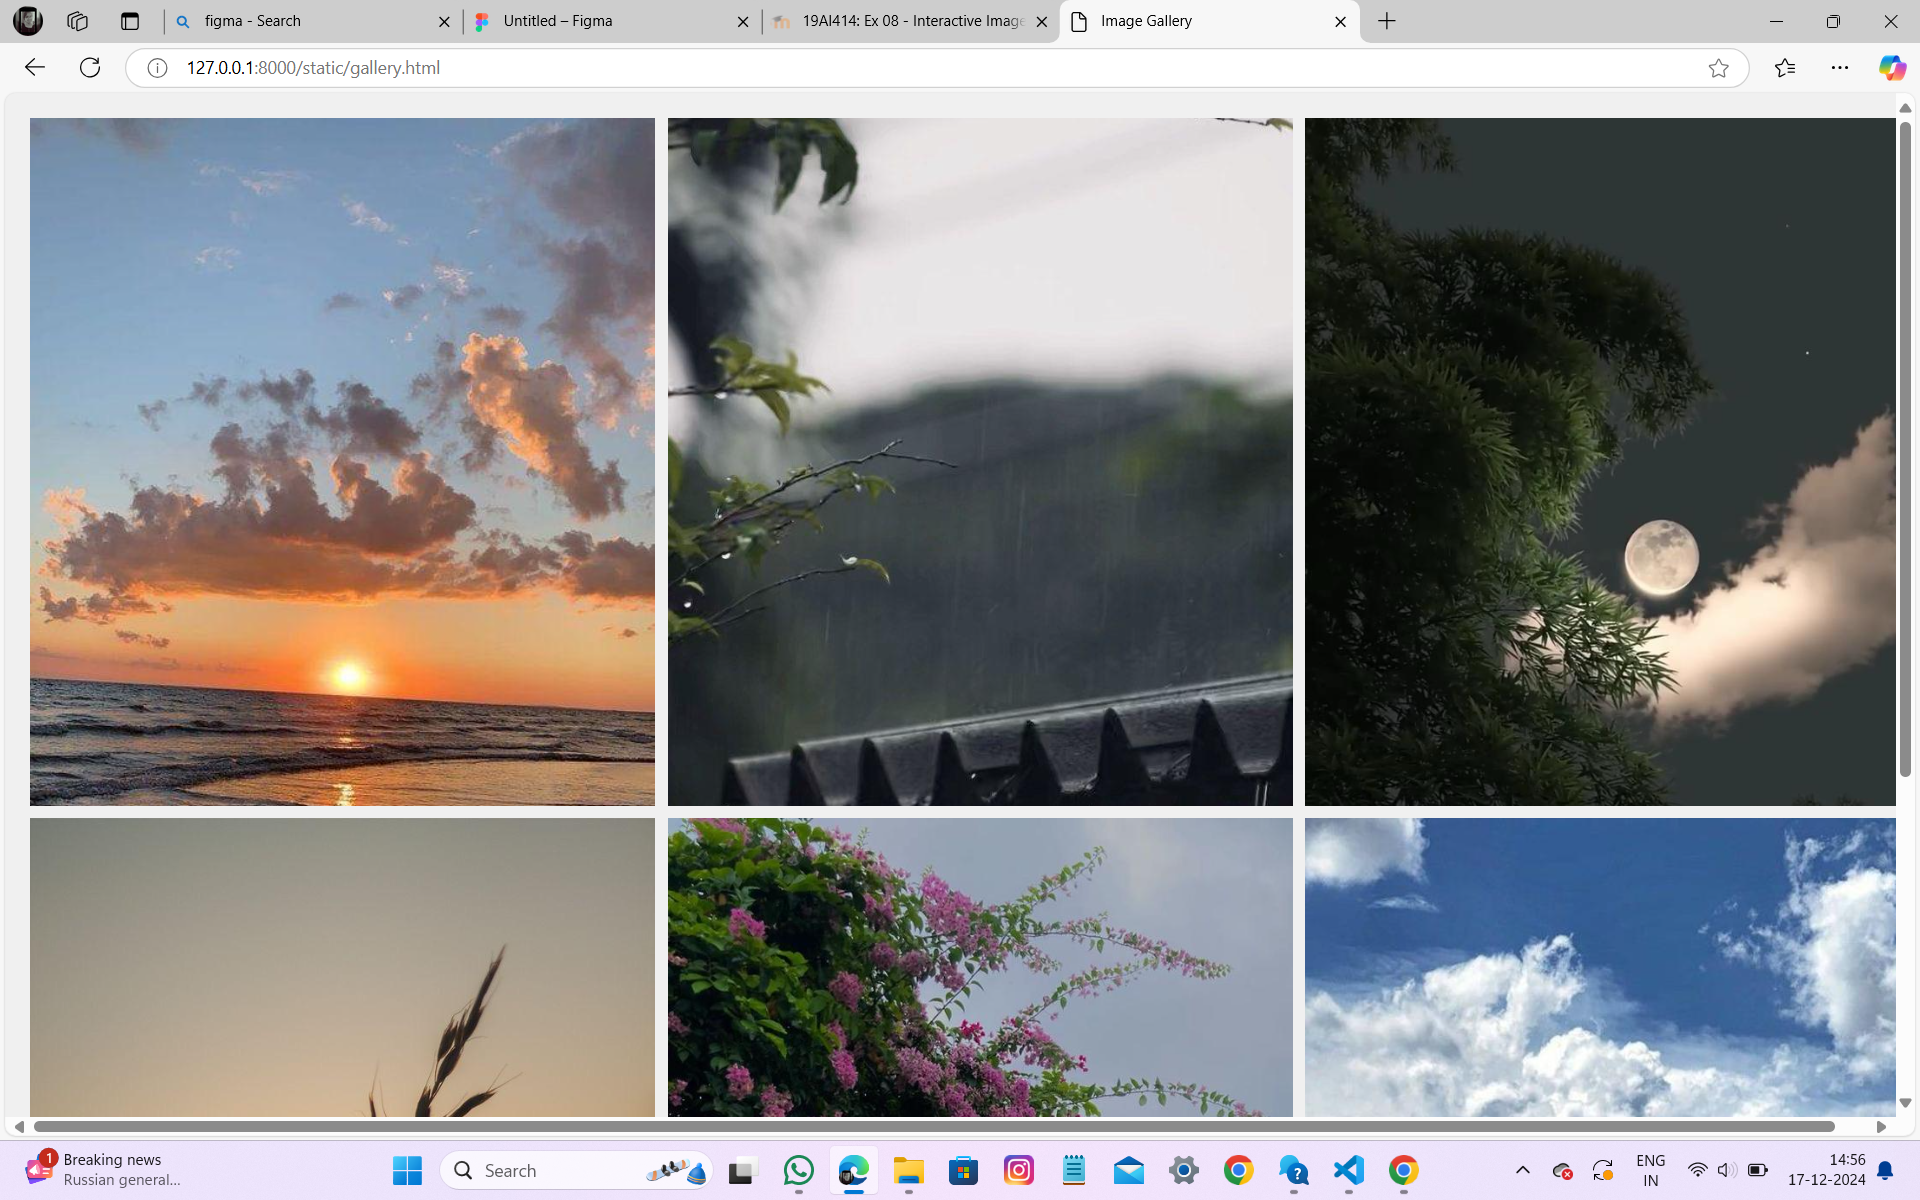 figma - Search
Untitled – Figma
19AI414: Ex 08 - Interactive Image
Image Gallery
127.0.0.1:8000/static/gallery.html
1
Breaking news
Russian general...
Search
ENG
IN
14:56
17-12-2024